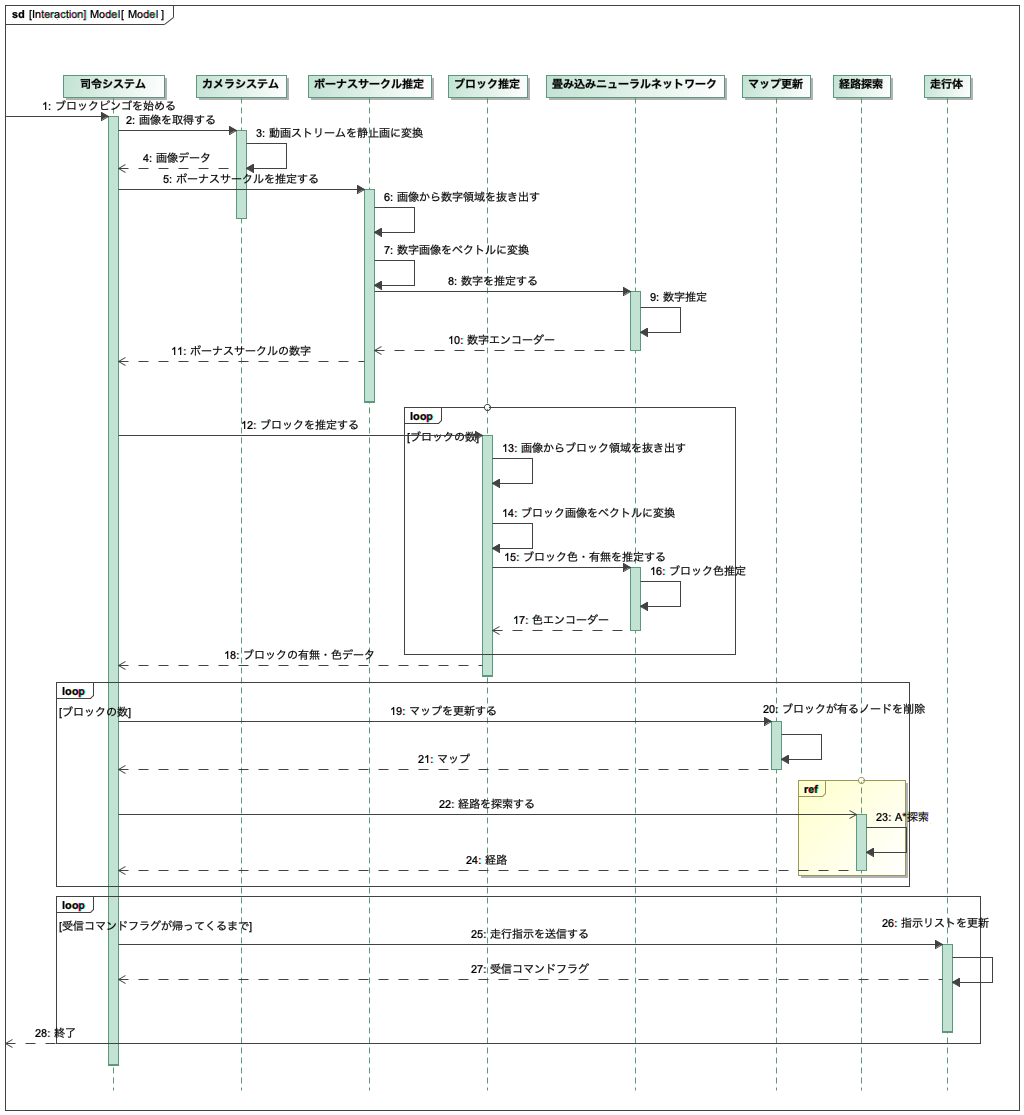 sd [Interaction] Model[ Model ]
司令システム
カメラシステム
ボーナスサークル推定
ブロック推定
畳み込みニューラルネットワーク
マップ更新
経路探索
走行体
1: ブロックビンゴを始める
2: 画像を取得する
3: 動画ストリームを静止画に変換
4: 画像データ
5: ボーナスサークルを推定する
6: 画像から数字領域を抜き出す
7: 数字画像をベクトルに変換
8: 数字を推定する
9: 数字推定
10: 数字エンコーダー
11: ボーナスサークルの数字
loop
12: ブロックを推定する
[ブロックの数]
13: 画像からブロック領域を抜き出す
14: ブロック画像をベクトルに変換
15: ブロック色・有無を推定する
16: ブロック色推定
17: 色エンコーダー
18: ブロックの有無・色データ
loop
[ブロックの数]
19: マップを更新する
20: ブロックが有るノードを削除
21: マップ
ref
22: 経路を探索する
23: A*探索
24: 経路
loop
[受信コマンドフラグが帰ってくるまで]
25: 走行指示を送信する
26: 指示リストを更新
27: 受信コマンドフラグ
28: 終了